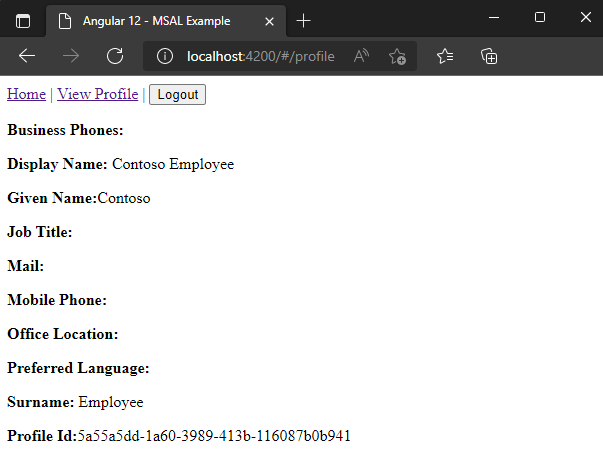 Angular 12 - MSAL Example
localhost:4200/#/profile
Home | View Profile | Logout
Business Phones:
Display Name: Contoso Employee
Given Name:Contoso
Job Title:
Mail:
Mobile Phone:
Office Location:
Preferred Language:
Surname: Employee
Profile Id:5a55a5dd-1a60-3989-413b-116087b0b941